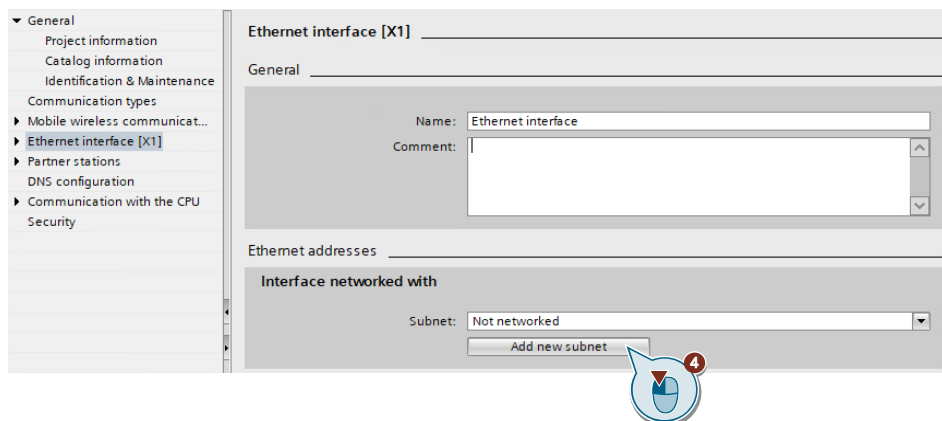 General
Project information
Catalog information
Identification & Maintenance
Communication types
Mobile wireless communicat...
Ethernet interface [X1]
Partner stations
DNS configuration
Communication with the CPU
Security
Ethernet interface [X1]
General
Name: Ethernet interface
Comment:
Ethernet addresses
Interface networked with
Subnet: Not networked
Add new subnet
4